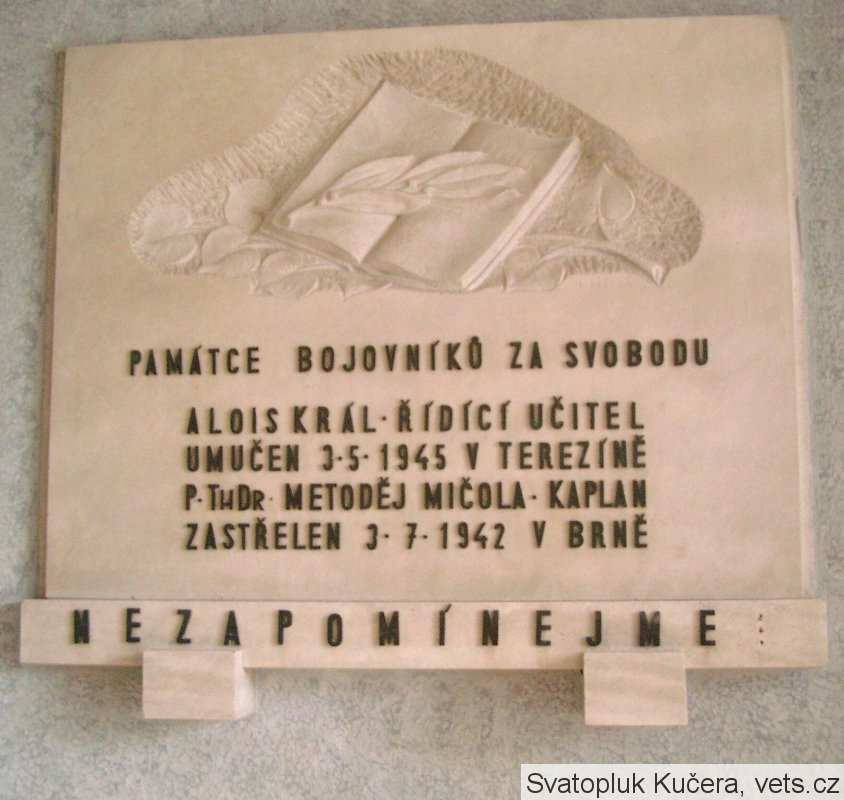 PAMÁTCE BOJOVNÍKŮ ZA SVOBODU
ALOIS KRÁL · ŘÍDÍCÍ UČITEL
UMUČEN 3·5·1945 V TEREZÍNĚ
P·THDR· METODĚJ MIČOLA · KAPLAN
ZASTŘELEN 3·7·1942 V BRNĚ
NEZAPOMÍNEJME
Svatopluk Kučera, vets.cz